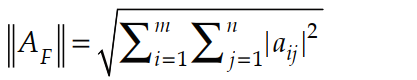 ‖A_F‖ = √(∑_{i=1}^{m} ∑_{j=1}^{n} |a_{ij}|²)